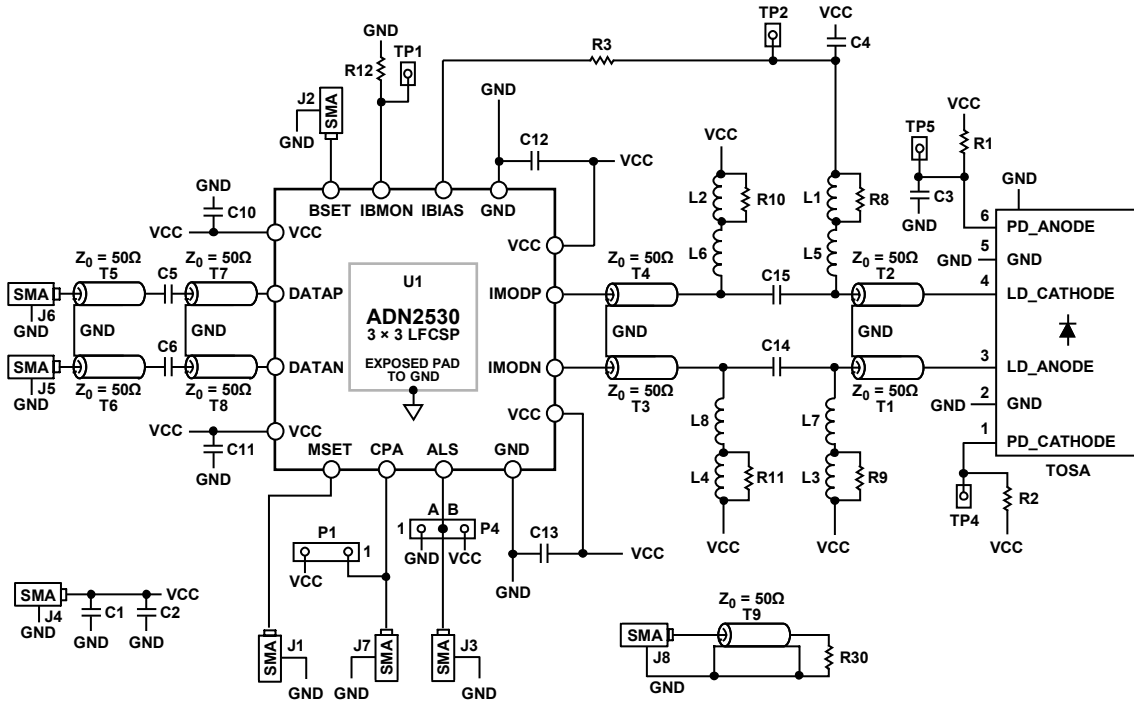 TP2
VCC
C4
R3
GND
R12
TP1
J2
SMA
GND
GND
C12
VCC
VCC
L2
R10
L6
L1
R8
L5
TP5
VCC
R1
C3
GND
GND
GND
C10
VCC
BSET
IBMON
IBIAS
GND
VCC
VCC
6
PD_ANODE
5
GND
GND
4
LD_CATHODE
3
LD_ANODE
2
GND
GND
1
PD_CATHODE
TOSA
Z0 = 50Ω
T5
C5
Z0 = 50Ω
T7
SMA
J6
GND
DATAP
U1
ADN2530
3 × 3 LFCSP
EXPOSED PAD
TO GND
IMODP
Z0 = 50Ω
T4
C15
Z0 = 50Ω
T2
GND
GND
GND
SMA
J5
GND
C6
Z0 = 50Ω
T6
Z0 = 50Ω
T8
DATAN
IMODN
Z0 = 50Ω
T3
C14
Z0 = 50Ω
T1
VCC
VCC
C11
GND
VCC
MSET
CPA
ALS
GND
L8
L4
R11
VCC
L7
L3
R9
VCC
TP4
R2
VCC
P1
1
VCC
A
B
1
P4
GND
VCC
C13
VCC
GND
SMA
J4
GND
C1
GND
C2
GND
VCC
SMA
J1
GND
J7
SMA
GND
SMA
J3
GND
Z0 = 50Ω
T9
SMA
J8
GND
R30